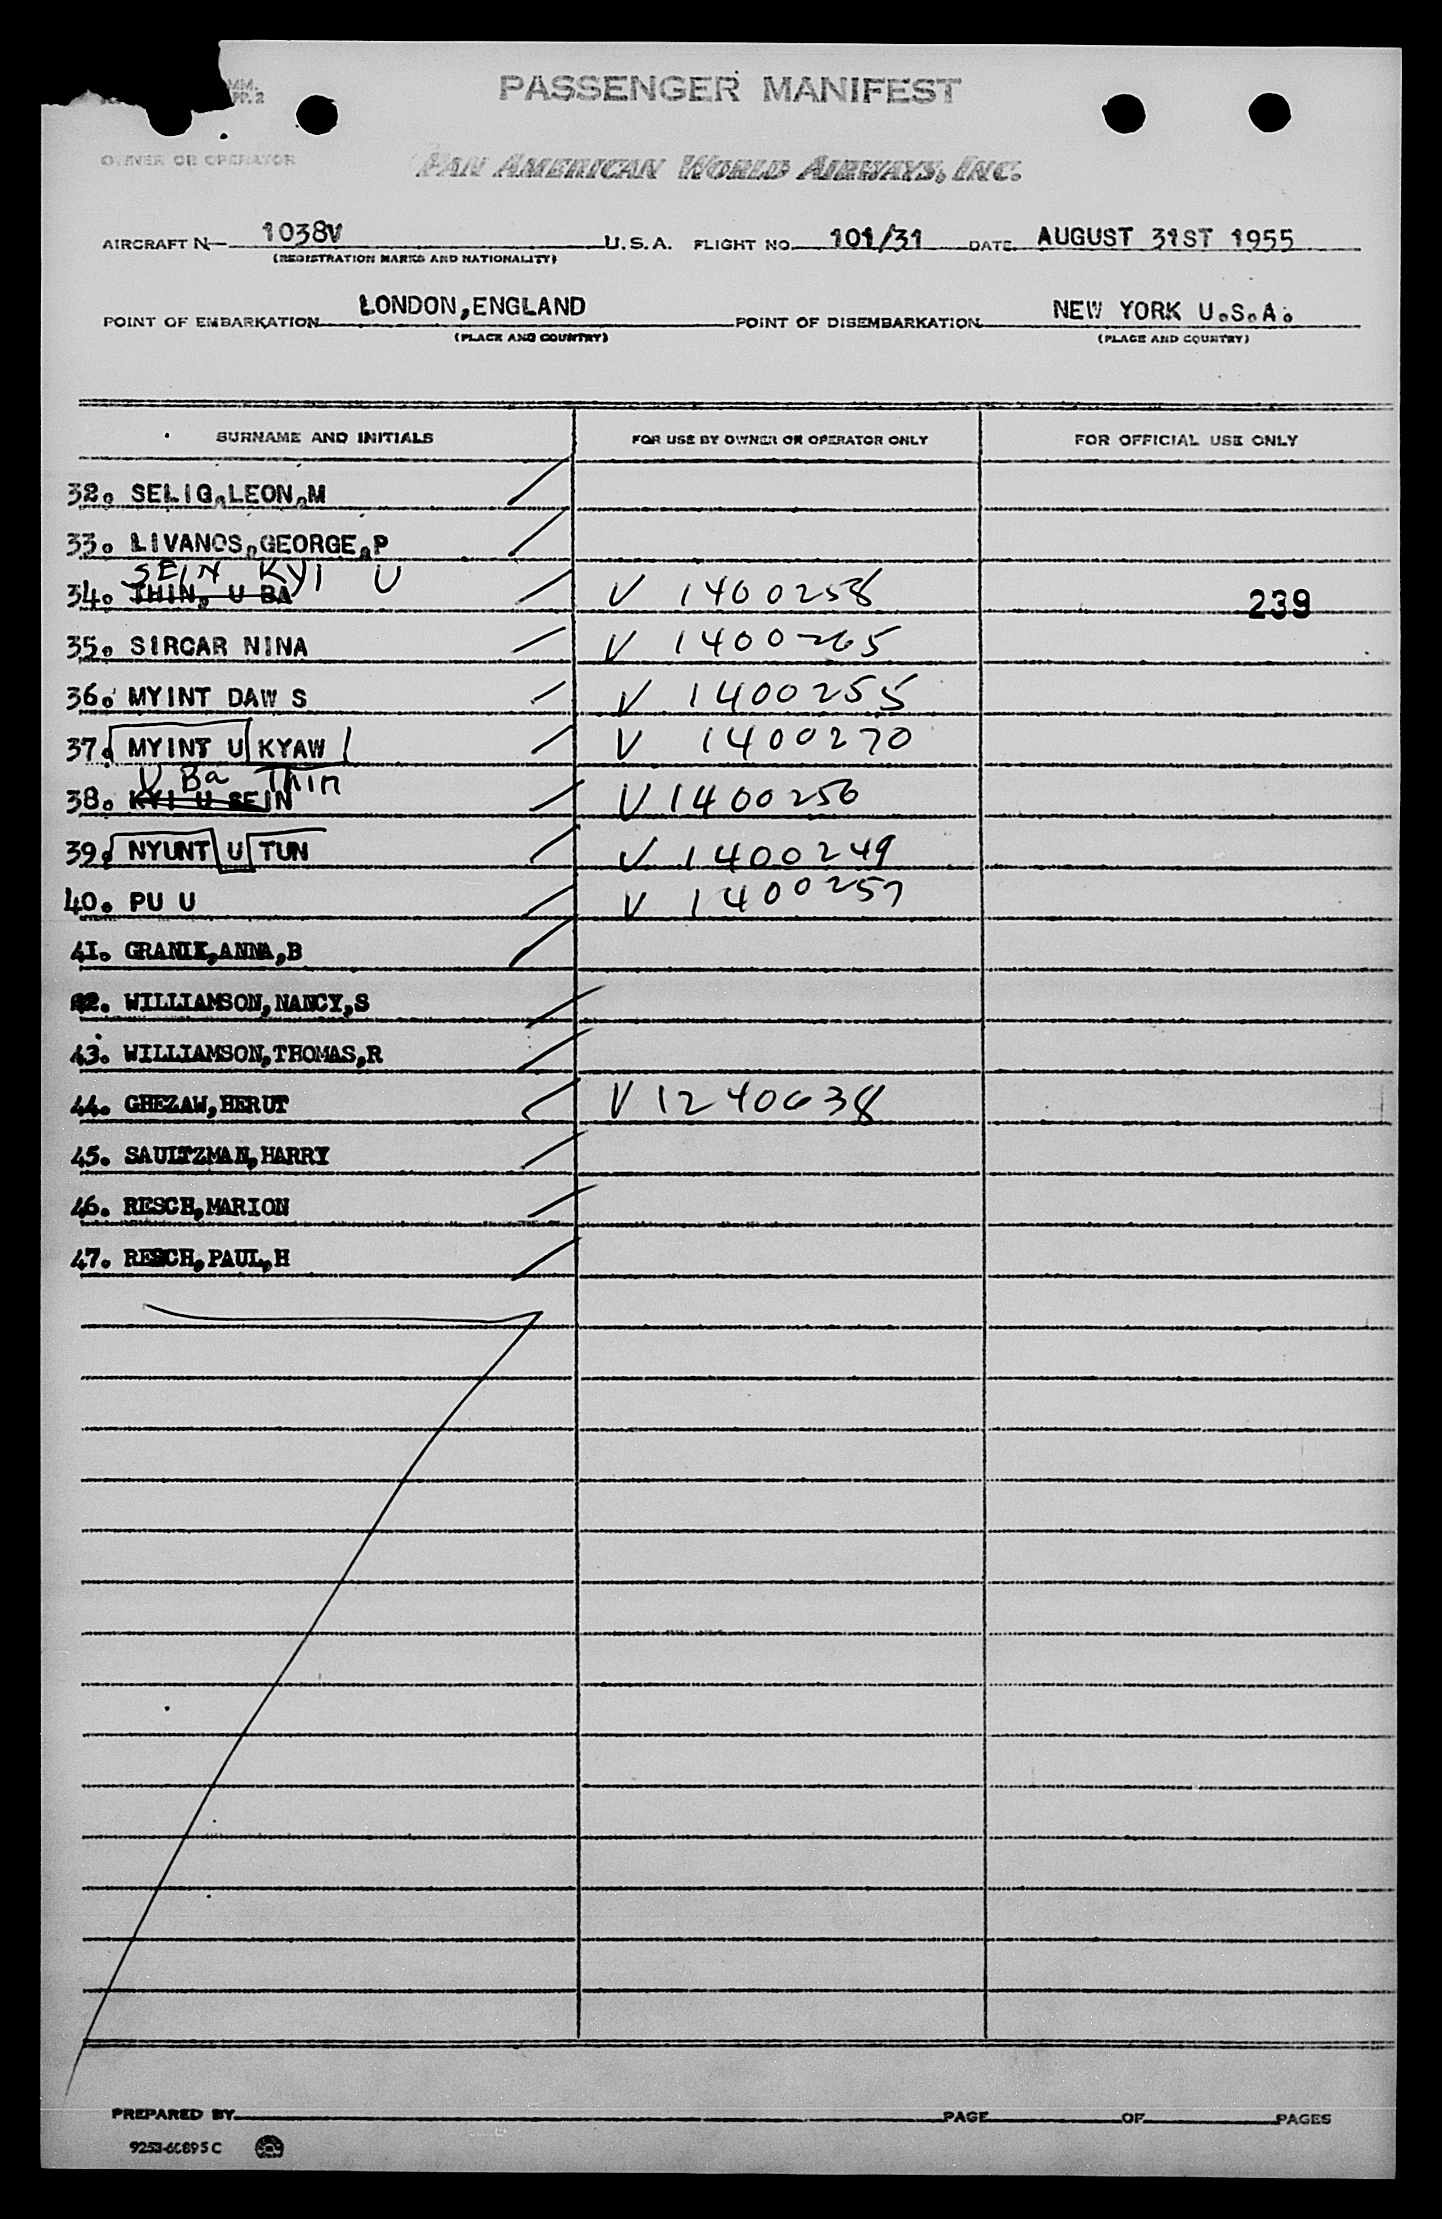 MM.
PASSENGER MANIFEST
OWNER OR OPERATOR
PAN AMERICAN WORLD AIRWAYS, INC.
AIRCRAFT N— 1038V U.S.A. FLIGHT NO. 101/31 DATE AUGUST 31ST 1955
(REGISTRATION MARKS AND NATIONALITY)
POINT OF EMBARKATION LONDON,ENGLAND POINT OF DISEMBARKATION NEW YORK U.S.A.
(PLACE AND COUNTRY) (PLACE AND COUNTRY)
SURNAME AND INITIALS FOR USE BY OWNER OR OPERATOR ONLY FOR OFFICIAL USE ONLY
32. SELIG,LEON,M
33. LIVANOS,GEORGE,P
SEIN KYI U
34. THIN, U BA V 1400258 239
35. SIRCAR NINA V 1400265
36. MYINT DAW S V 1400255
37. MYINT U KYAW V 1400270
U Ba Thin
38. KYI U SEIN V 1400256
39. NYUNT U TUN V 1400249
40. PU U V 1400257
41. GRANIK,ANNA,B
42. WILLIAMSON,NANCY,S
43. WILLIAMSON,THOMAS,R
44. GHEZAW,HERUT V 1240638
45. SAULTZMAN,HARRY
46. RESCH,MARION
47. RESCH,PAUL,H
PREPARED BY PAGE OF PAGES